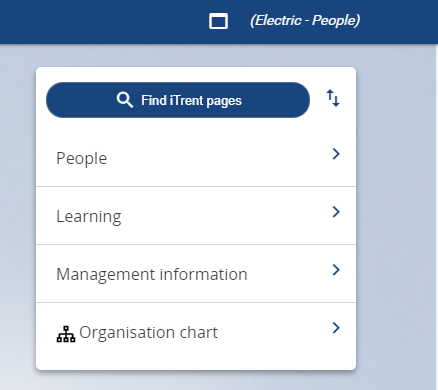 (Electric - People)
Find iTrent pages
People
Learning
Management information
Organisation chart